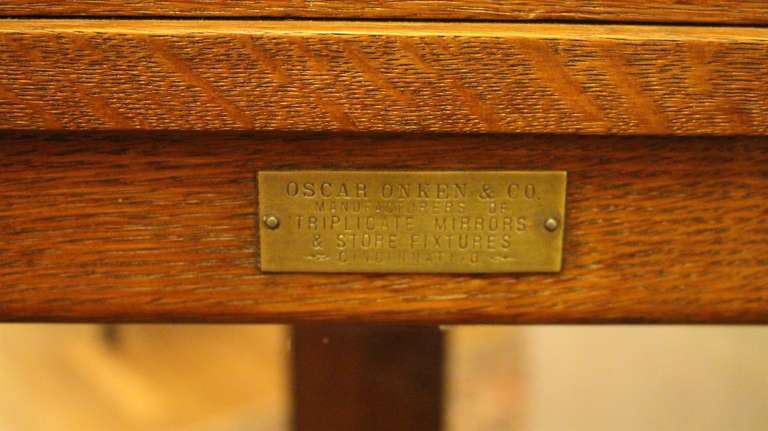 OSCAR ONKEN & CO.
MANUFACTURERS OF
TRIPLICATE MIRRORS
& STORE FIXTURES
CINCINNATI·O